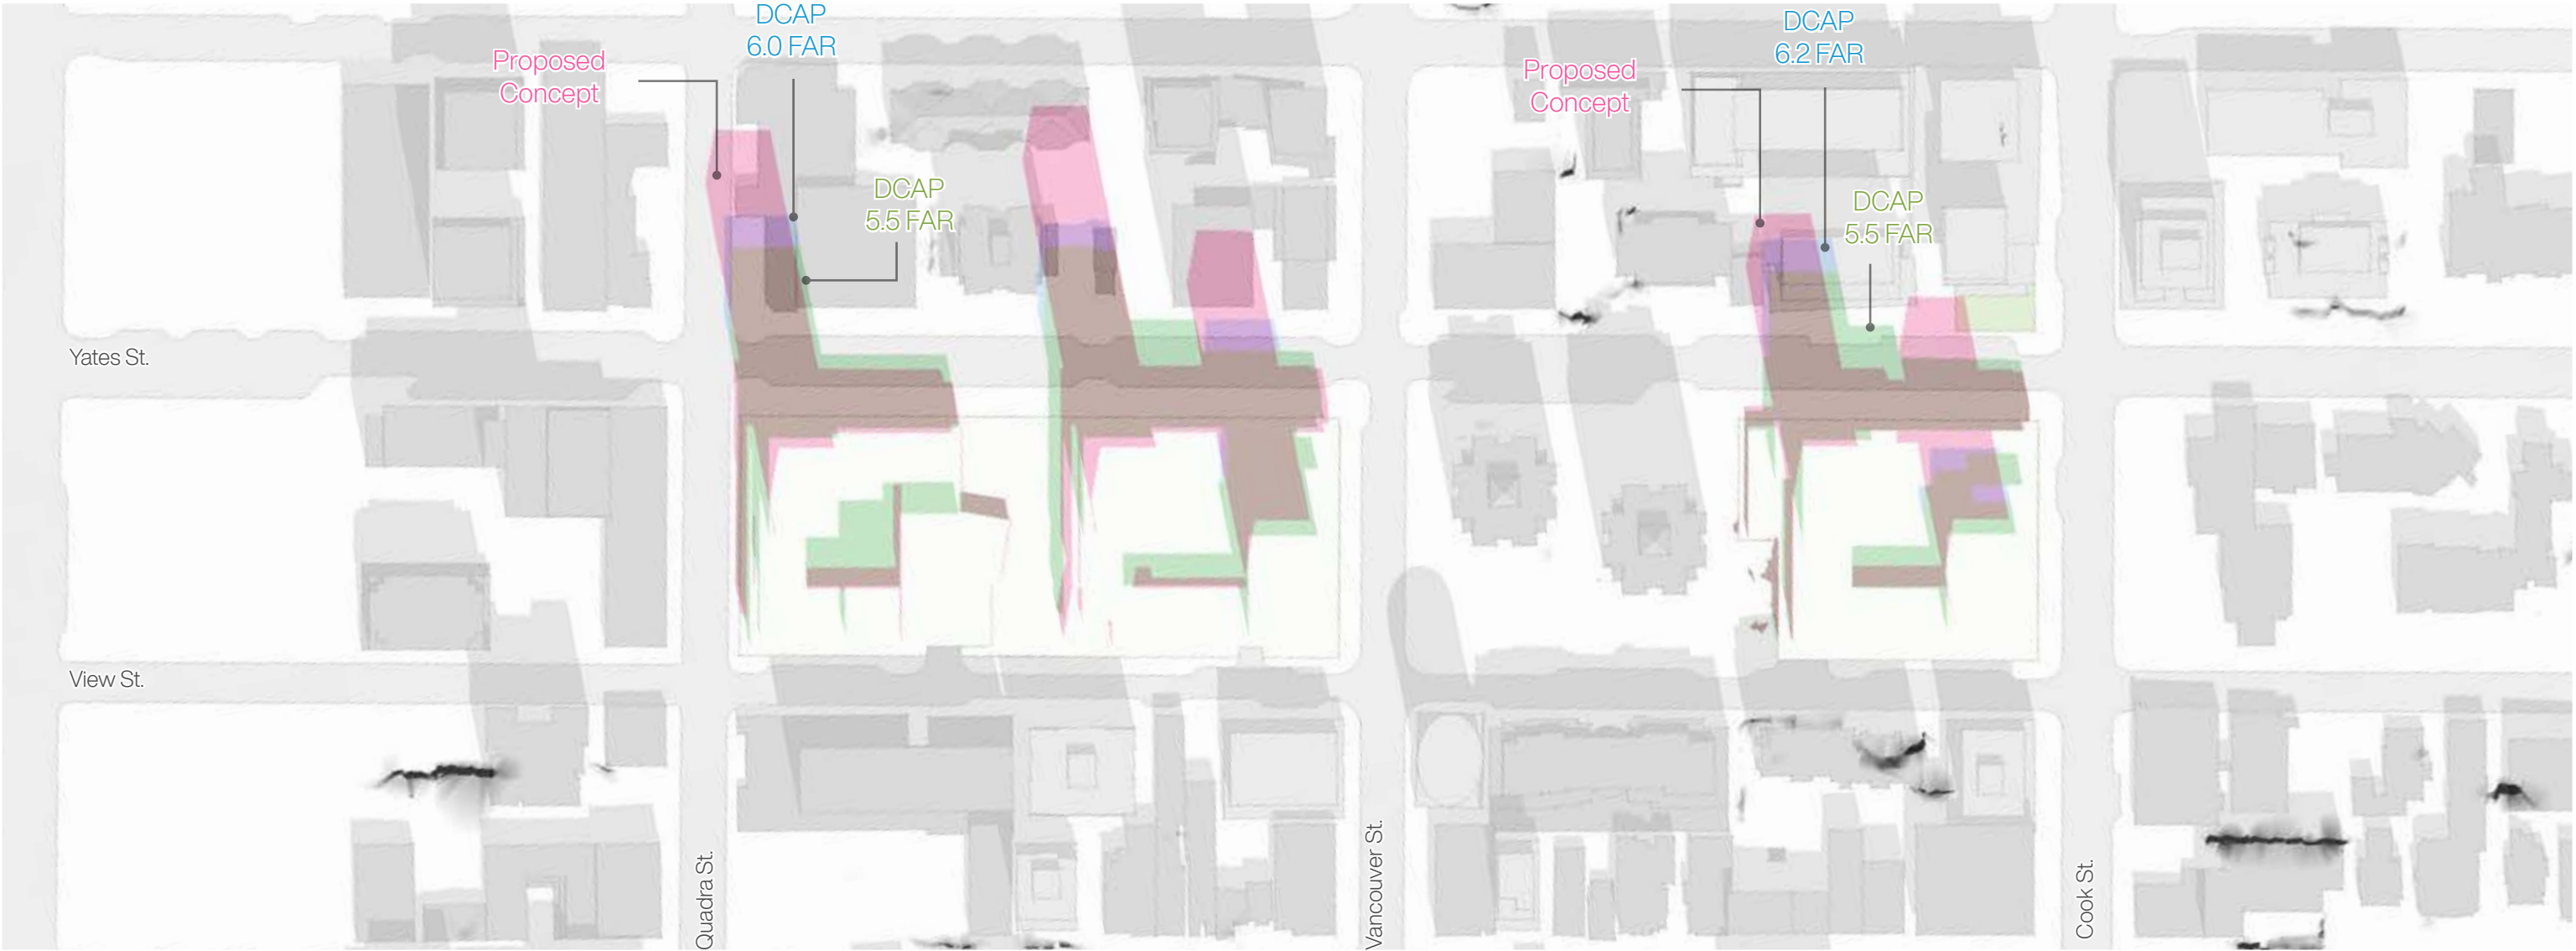 DCAP
6.0 FAR
Proposed
Concept
DCAP
5.5 FAR
DCAP
6.2 FAR
Proposed
Concept
DCAP
5.5 FAR
Yates St.
View St.
Quadra St.
Vancouver St.
Cook St.